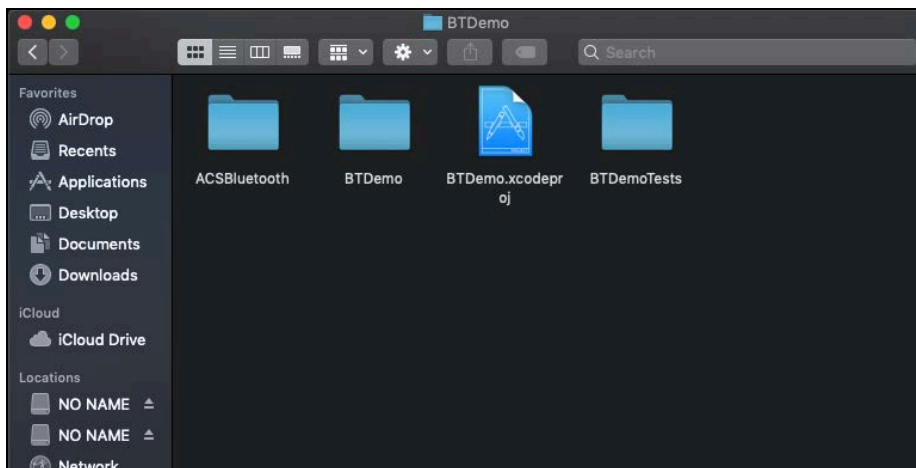 BTDemo
Search
Favorites
AirDrop
Recents
Applications
Desktop
Documents
Downloads
iCloud
iCloud Drive
Locations
NO NAME
NO NAME
Network
ACSBluetooth
BTDemo
BTDemo.xcodepr
oj
BTDemoTests
PROJECT